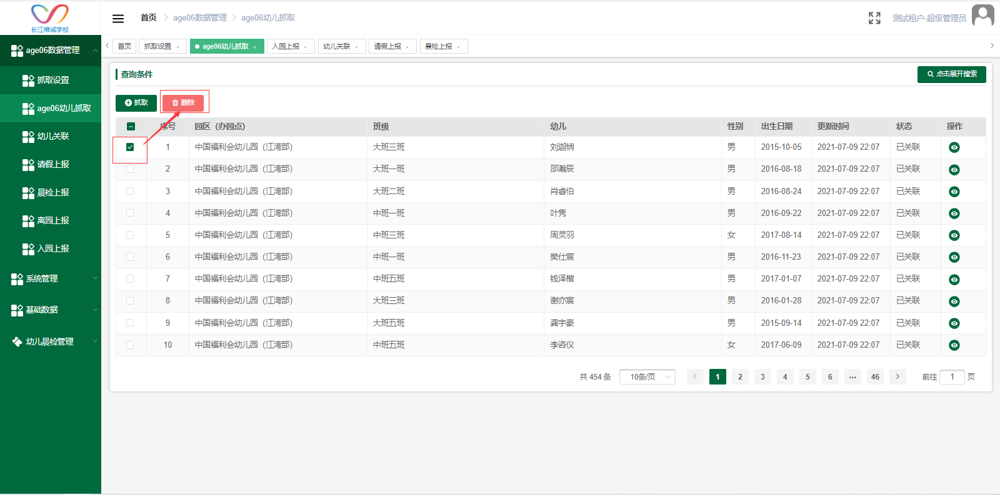 长江唯诚学校
首页 > age06数据管理 > age06幼儿抓取
测试租户-超级管理员
首页 抓取设置 × age06幼儿抓取 × 入园上报 × 幼儿关联 × 请假上报 × 晨检上报 ×
age06数据管理
抓取设置
age06幼儿抓取
幼儿关联
请假上报
晨检上报
离园上报
入园上报
系统管理
基础数据
幼儿晨检管理
查询条件
点击展开搜索
抓取 删除
序号 园区（办园点） 班级 幼儿 性别 出生日期 更新时间 状态 操作
1 中国福利会幼儿园（江湾部） 大班三班 刘迦悯 男 2015-10-05 2021-07-09 22:07 已关联
2 中国福利会幼儿园（江湾部） 大班一班 邵瀚辰 男 2016-08-18 2021-07-09 22:07 已关联
3 中国福利会幼儿园（江湾部） 大班二班 肖睿伯 男 2016-08-24 2021-07-09 22:07 已关联
4 中国福利会幼儿园（江湾部） 中班一班 叶隽 男 2016-09-22 2021-07-09 22:07 已关联
5 中国福利会幼儿园（江湾部） 中班三班 周灵羽 女 2017-08-14 2021-07-09 22:07 已关联
6 中国福利会幼儿园（江湾部） 中班一班 樊仕宸 男 2016-11-23 2021-07-09 22:07 已关联
7 中国福利会幼儿园（江湾部） 中班五班 钱泽楷 男 2017-01-07 2021-07-09 22:07 已关联
8 中国福利会幼儿园（江湾部） 大班三班 谢亦宸 男 2016-01-28 2021-07-09 22:07 已关联
9 中国福利会幼儿园（江湾部） 大班五班 龚宇豪 男 2015-09-14 2021-07-09 22:07 已关联
10 中国福利会幼儿园（江湾部） 中班五班 李咨仪 女 2017-06-09 2021-07-09 22:07 已关联
共 454 条 10条/页 < 1 2 3 4 5 6 ••• 46 > 前往 1 页